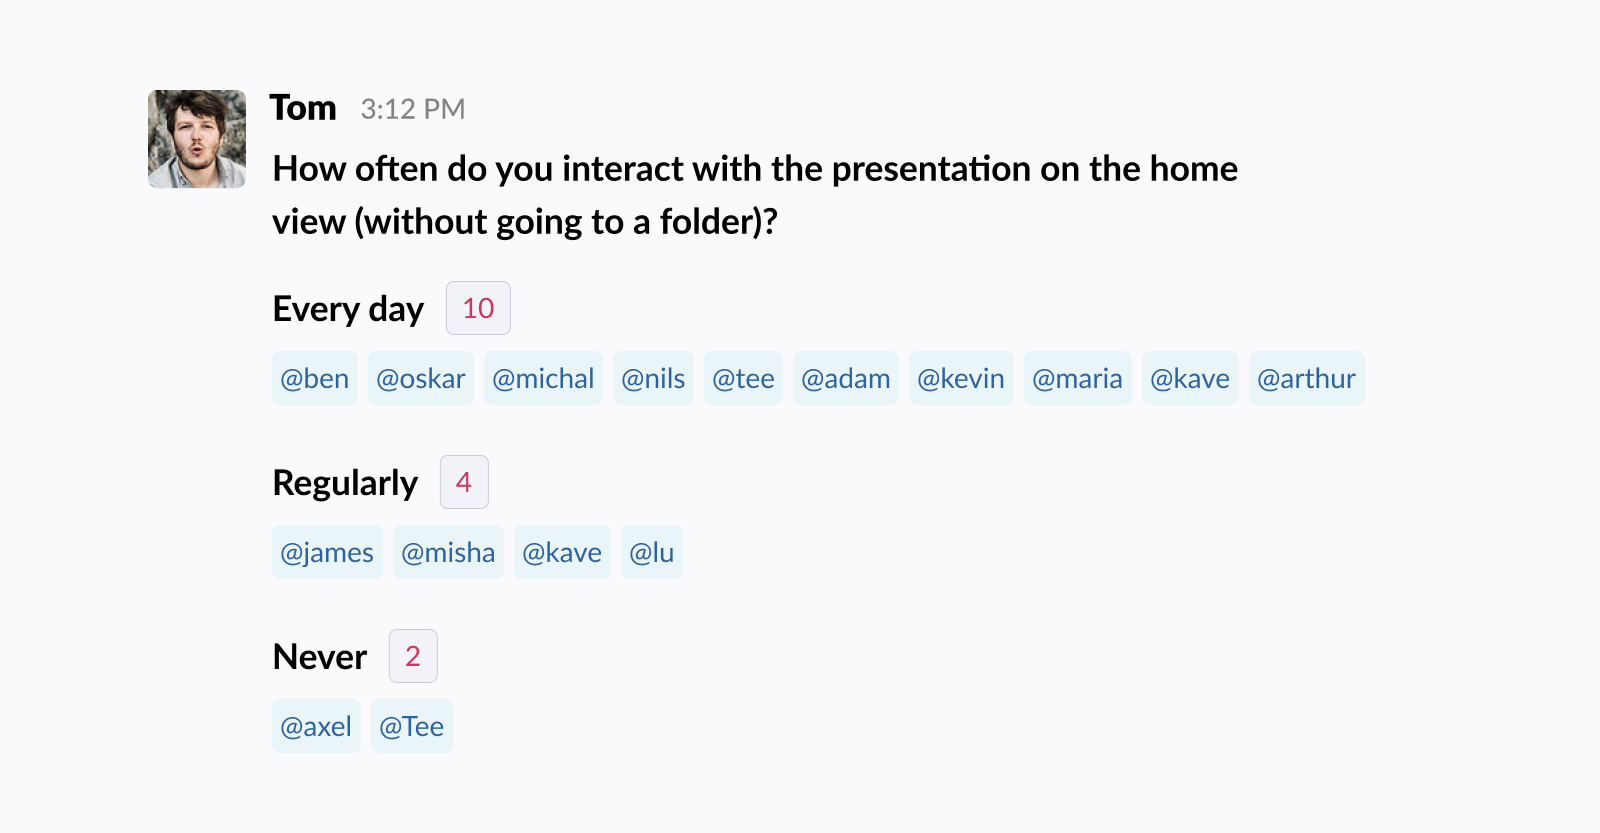 Tom 3:12 PM
How often do you interact with the presentation on the home
view (without going to a folder)?
Every day 10
@ben @oskar @michal @nils @tee @adam @kevin @maria @kave @arthur
Regularly 4
@james @misha @kave @lu
Never 2
@axel @Tee